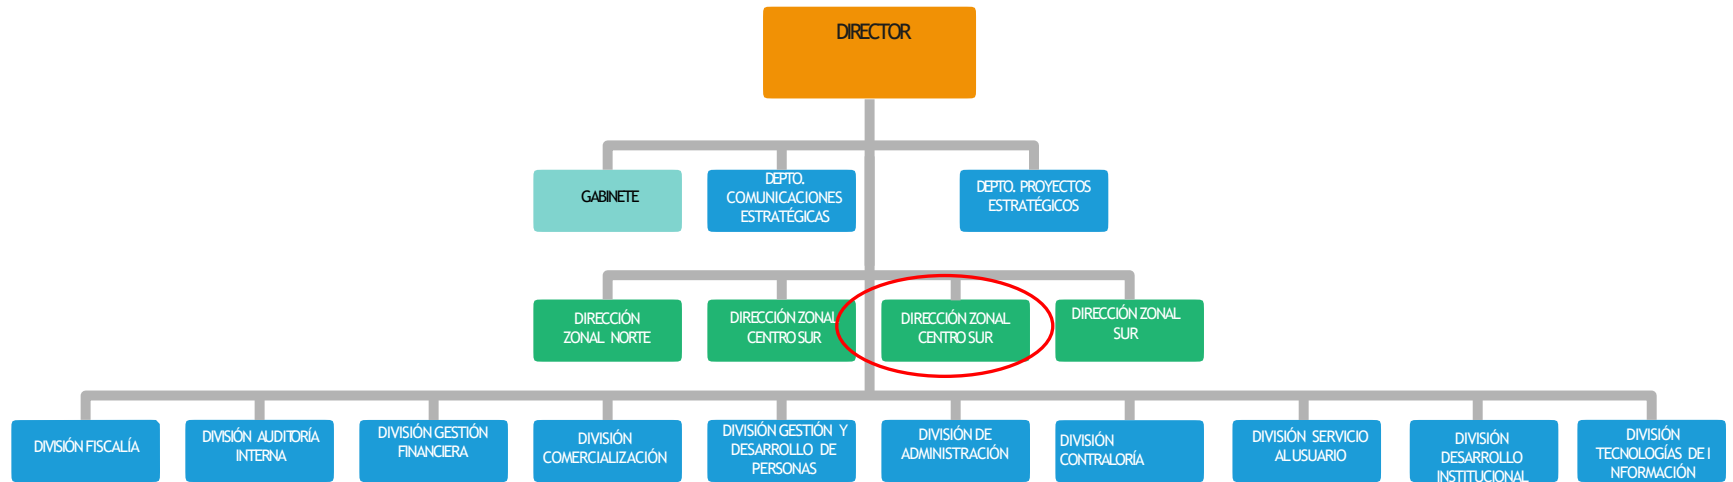 DIRECTOR
GABINETE
DEPTO.
COMUNICACIONES
ESTRATÉGICAS
DEPTO. PROYECTOS
ESTRATÉGICOS
DIRECCIÓN
ZONAL NORTE
DIRECCIÓN ZONAL
CENTRO SUR
DIRECCIÓN ZONAL
CENTRO SUR
DIRECCIÓN ZONAL
SUR
DIVISIÓN FISCALÍA
DIVISIÓN AUDITORÍA
INTERNA
DIVISIÓN GESTIÓN
FINANCIERA
DIVISIÓN
COMERCIALIZACIÓN
DIVISIÓN GESTIÓN Y
DESARROLLO DE
PERSONAS
DIVISIÓN DE
ADMINISTRACIÓN
DIVISIÓN
CONTRALORÍA
DIVISIÓN SERVICIO
AL USUARIO
DIVISIÓN
DESARROLLO
INSTITUCIONAL
DIVISIÓN
TECNOLOGÍAS DE I
NFORMACIÓN